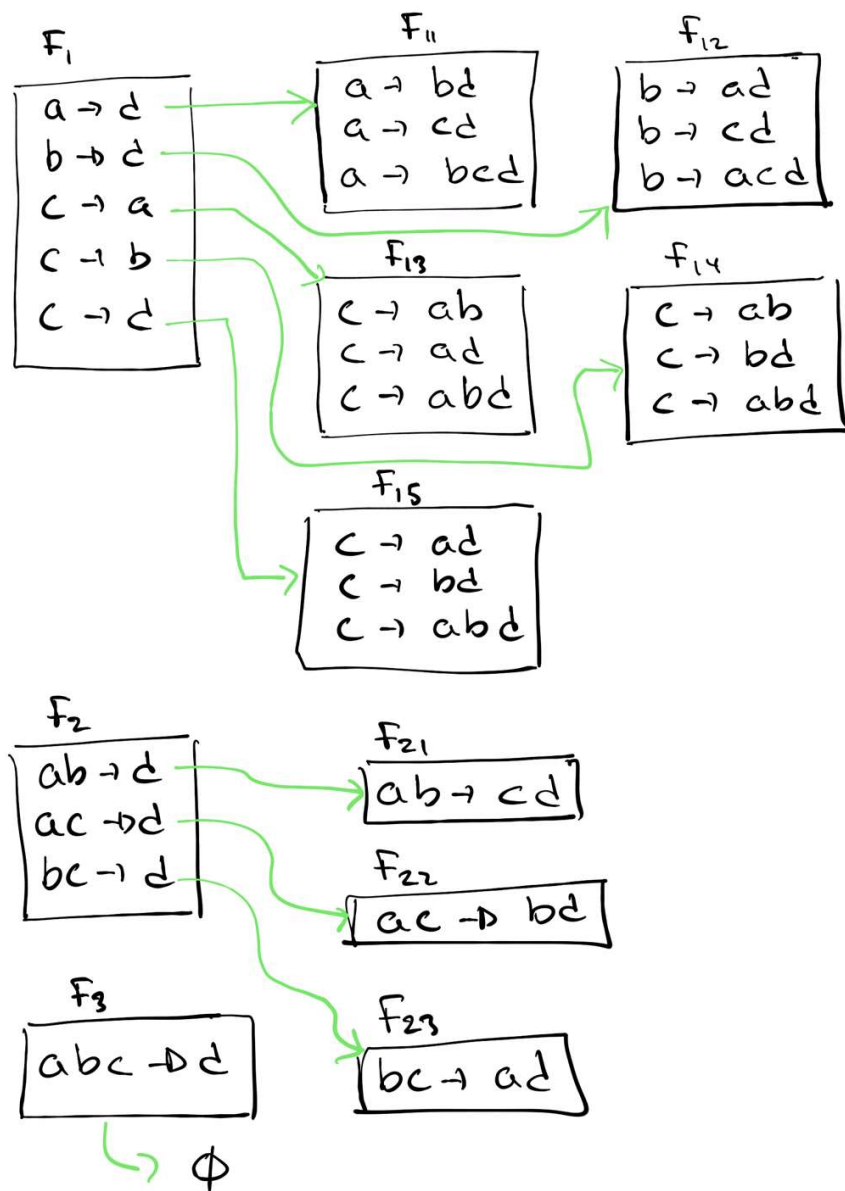 F₁
a → d
b → d
c → a
c → b
c → d
F₁₁
a → bd
a → cd
a → bcd
F₁₂
b → ad
b → cd
b → acd
F₁₃
c → ab
c → ad
c → abd
F₁₄
c → ab
c → bd
c → abd
F₁₅
c → ad
c → bd
c → abd
F₂
ab → d
ac → d
bc → d
F₂₁
ab → cd
F₂₂
ac → bd
F₂₃
bc → ad
F₃
abc → d
ϕ